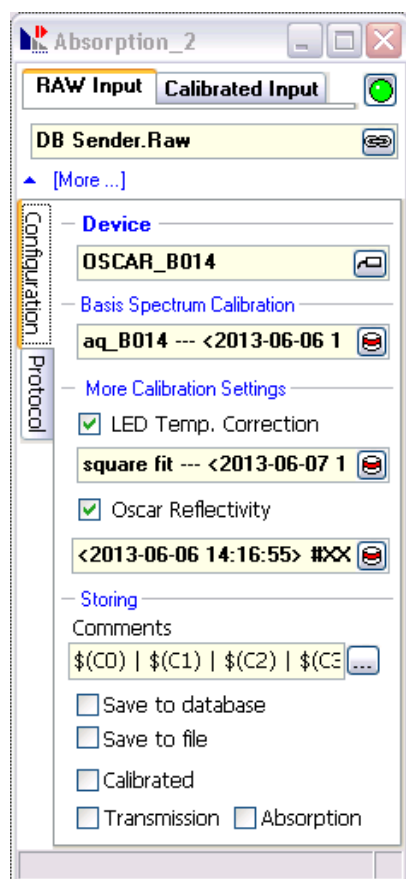 Absorption_2
RAW Input
Calibrated Input
DB Sender.Raw
[More ...]
Configuration
Protocol
Device
OSCAR_B014
Basis Spectrum Calibration
aq_B014 --- <2013-06-06 1
More Calibration Settings
LED Temp. Correction
square fit --- <2013-06-07 1
Oscar Reflectivity
<2013-06-06 14:16:55> #XX
Storing
Comments
$(C0) | $(C1) | $(C2) | $(C3
...
Save to database
Save to file
Calibrated
Transmission
Absorption